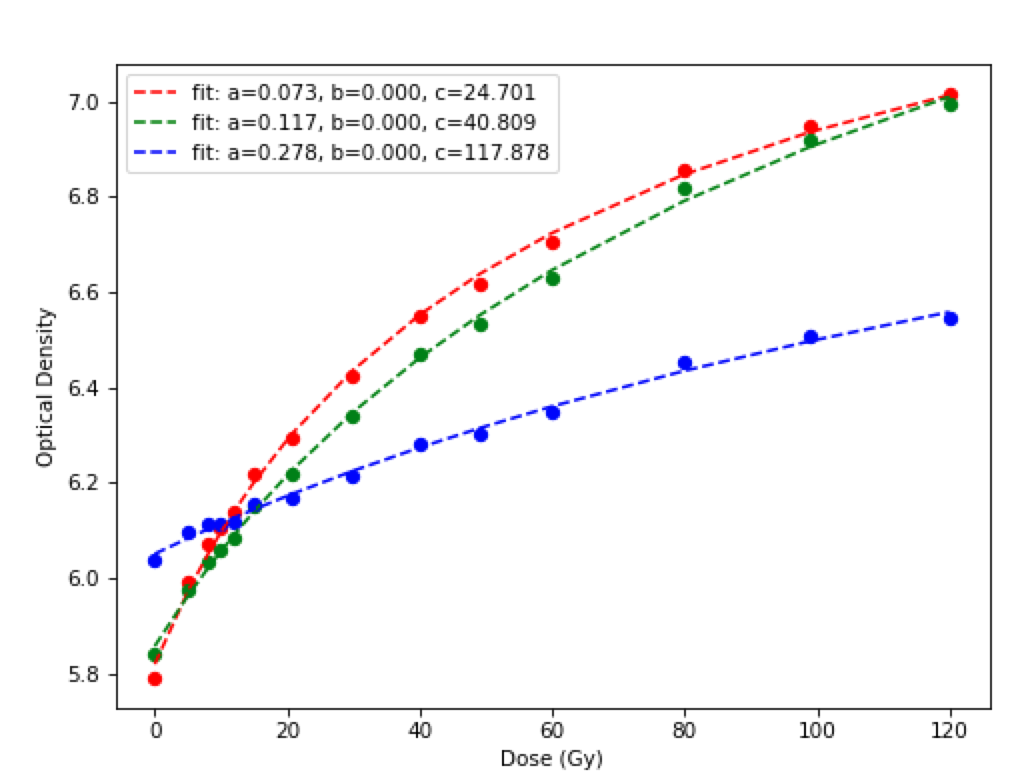 fit: a=0.073, b=0.000, c=24.701
fit: a=0.117, b=0.000, c=40.809
fit: a=0.278, b=0.000, c=117.878
7.0
6.8
6.6
6.4
6.2
6.0
5.8
Optical Density
0 20 40 60 80 100 120
Dose (Gy)